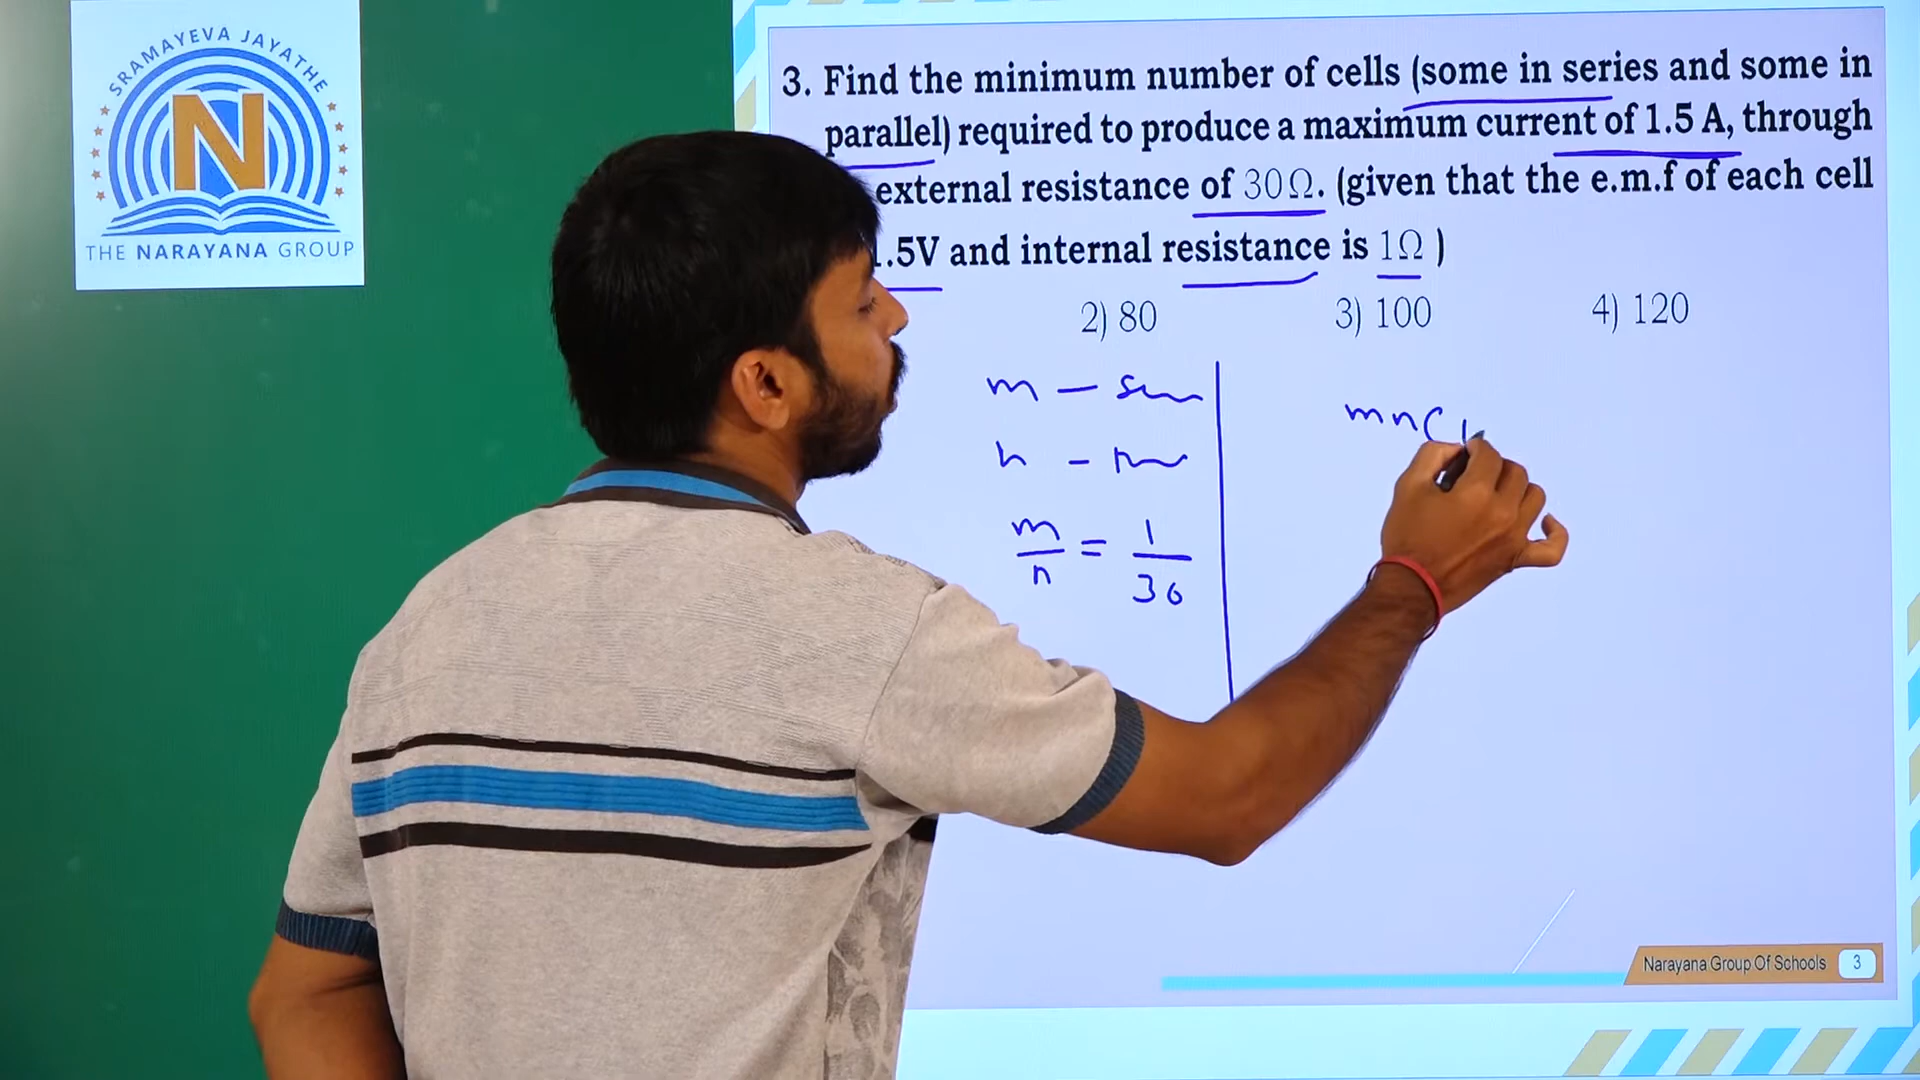 SRAMAYEVA JAYATHE
N
THE NARAYANA GROUP
3. Find the minimum number of cells (some in series and some in
parallel) required to produce a maximum current of 1.5 A, through
external resistance of 30Ω. (given that the e.m.f of each cell
.5V and internal resistance is 1Ω )
2) 80
3) 100
4) 120
m –
n –
m/n = 1/30
mn(1
Narayana Group Of Schools 3